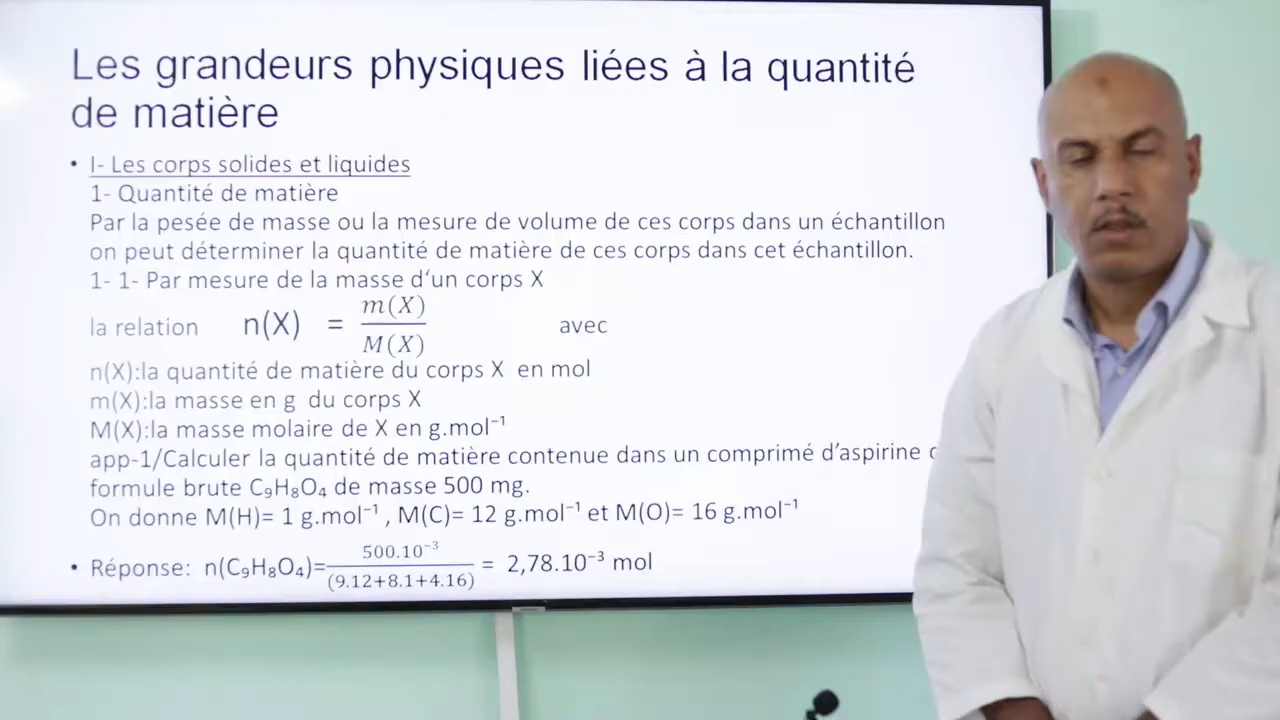 Les grandeurs physiques liées à la quantité
de matière
• I- Les corps solides et liquides
1- Quantité de matière
Par la pesée de masse ou la mesure de volume de ces corps dans un échantillon
on peut déterminer la quantité de matière de ces corps dans cet échantillon.
1- 1- Par mesure de la masse d‘un corps X
la relation n(X) = m(X)/M(X) avec
n(X):la quantité de matière du corps X en mol
m(X):la masse en g du corps X
M(X):la masse molaire de X en g.mol⁻¹
app-1/Calculer la quantité de matière contenue dans un comprimé d’aspirine
formule brute C₉H₈O₄ de masse 500 mg.
On donne M(H)= 1 g.mol⁻¹ , M(C)= 12 g.mol⁻¹ et M(O)= 16 g.mol⁻¹
• Réponse: n(C₉H₈O₄)=500.10⁻³/(9.12+8.1+4.16) = 2,78.10⁻³ mol